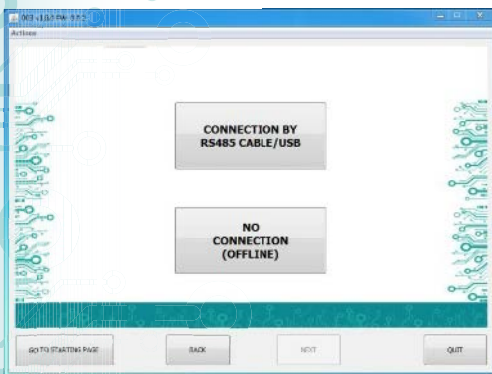 Actions
CONNECTION BY
RS485 CABLE/USB
NO
CONNECTION
(OFFLINE)
GO TO STARTING PAGE
BACK
NEXT
QUIT